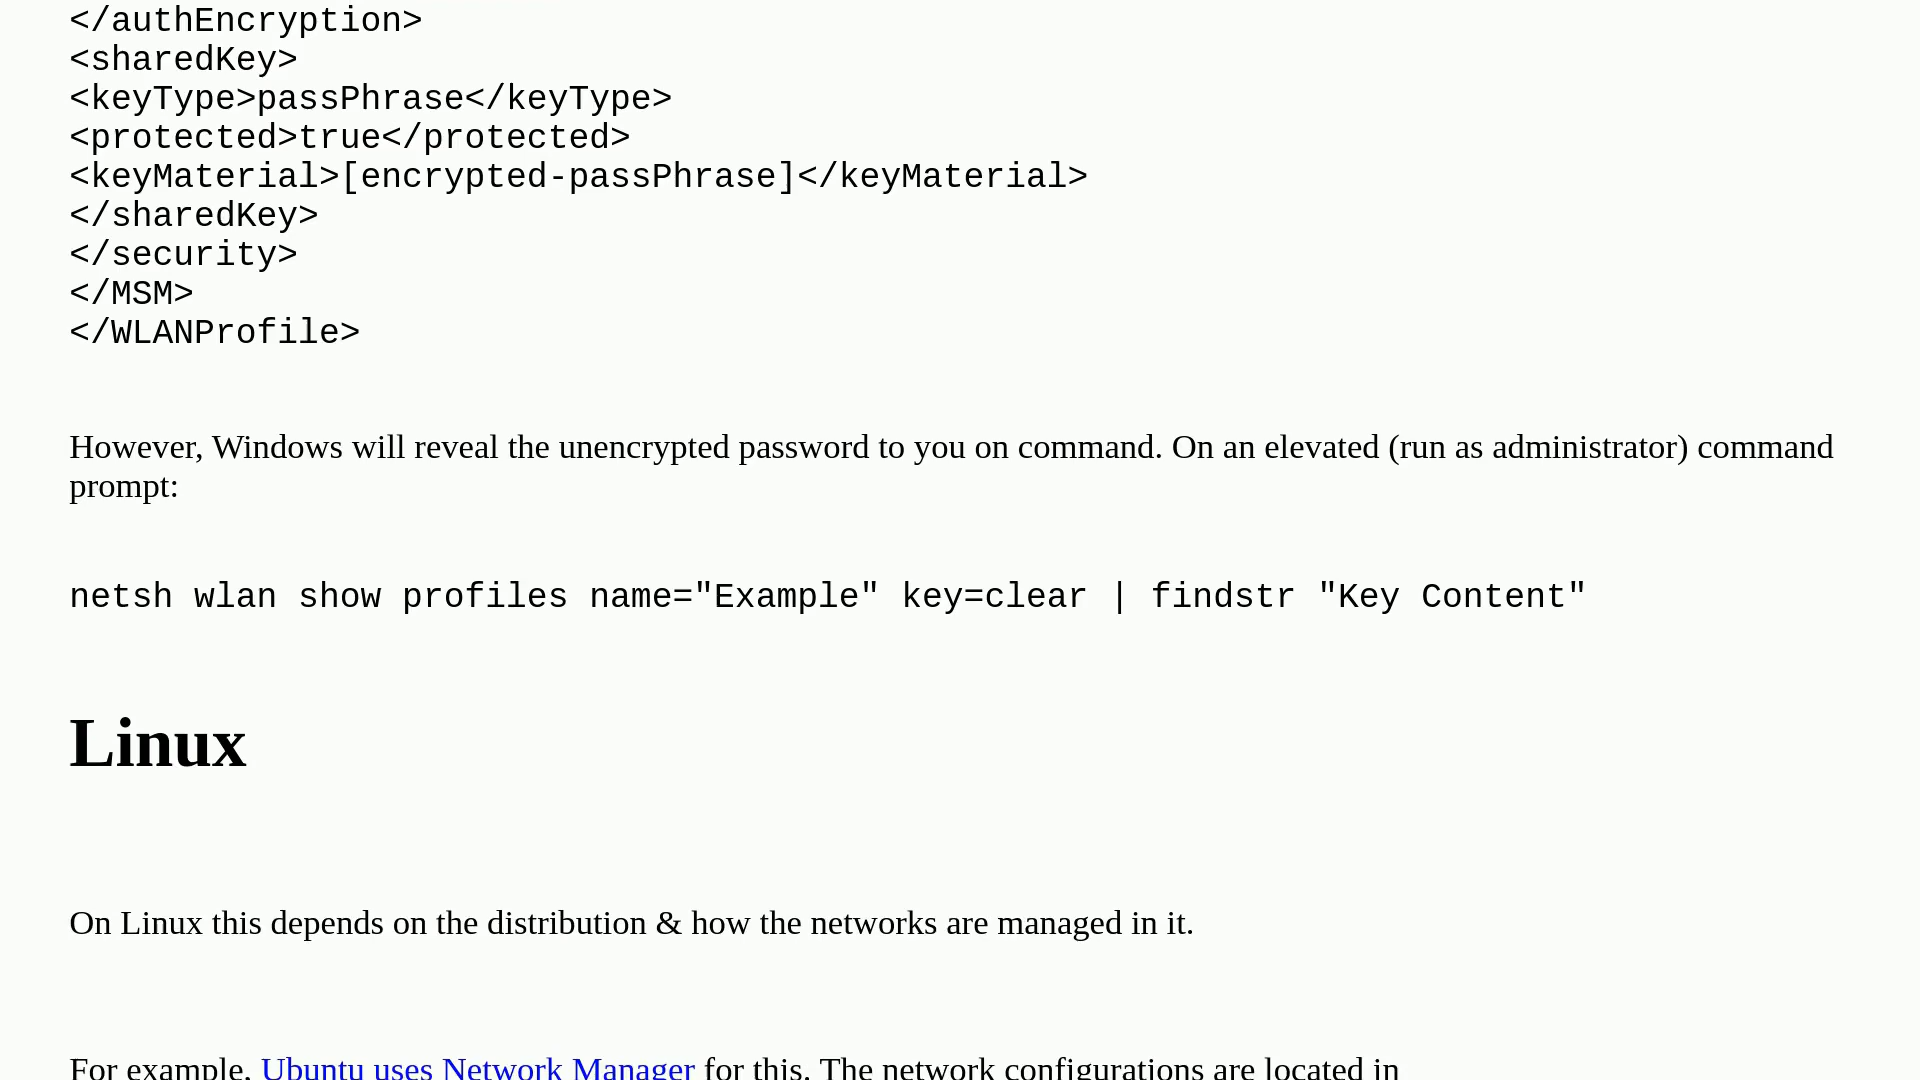 </authEncryption>
<sharedKey>
<keyType>passPhrase</keyType>
<protected>true</protected>
<keyMaterial>[encrypted-passPhrase]</keyMaterial>
</sharedKey>
</security>
</MSM>
</WLANProfile>
However, Windows will reveal the unencrypted password to you on command. On an elevated (run as administrator) command
prompt:
netsh wlan show profiles name="Example" key=clear | findstr "Key Content"
Linux
On Linux this depends on the distribution & how the networks are managed in it.
For example, Ubuntu uses Network Manager for this. The network configurations are located in